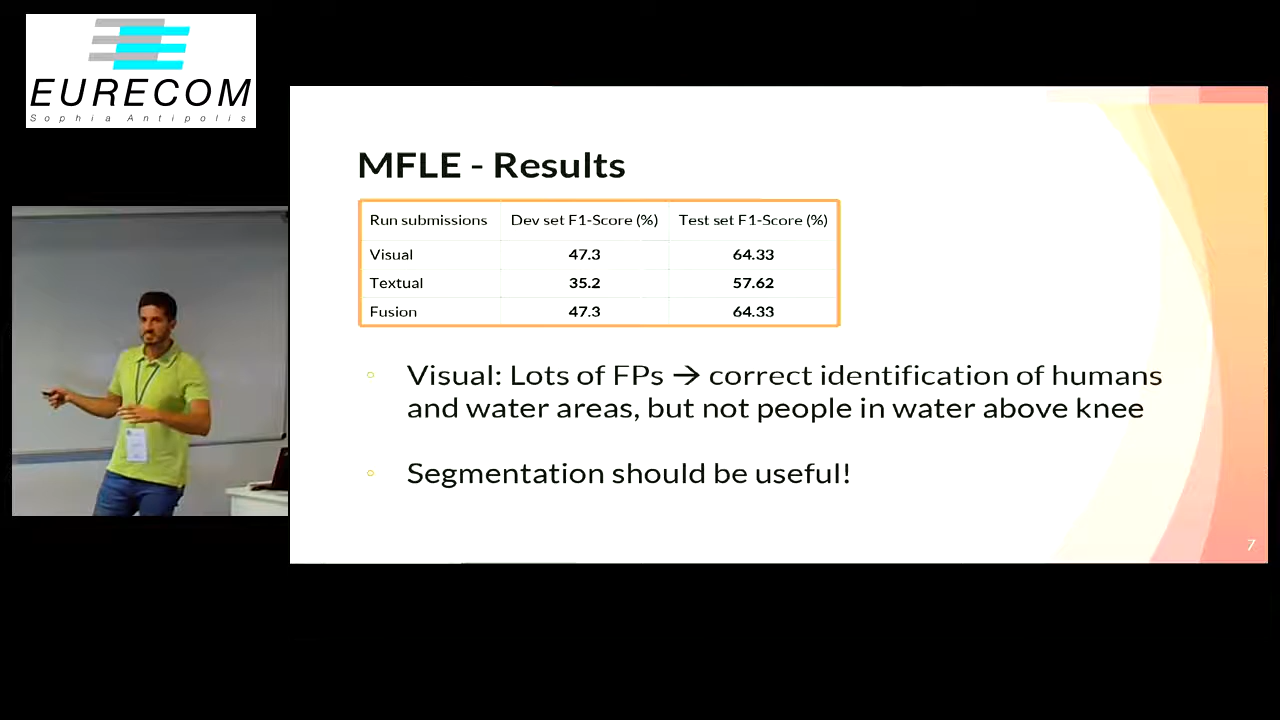 EURECOM
Sophia Antipolis
MFLE - Results
Run submissions Dev set F1-Score (%) Test set F1-Score (%)
Visual 47.3 64.33
Textual 35.2 57.62
Fusion 47.3 64.33
Visual: Lots of FPs → correct identification of humans
and water areas, but not people in water above knee
Segmentation should be useful!
7